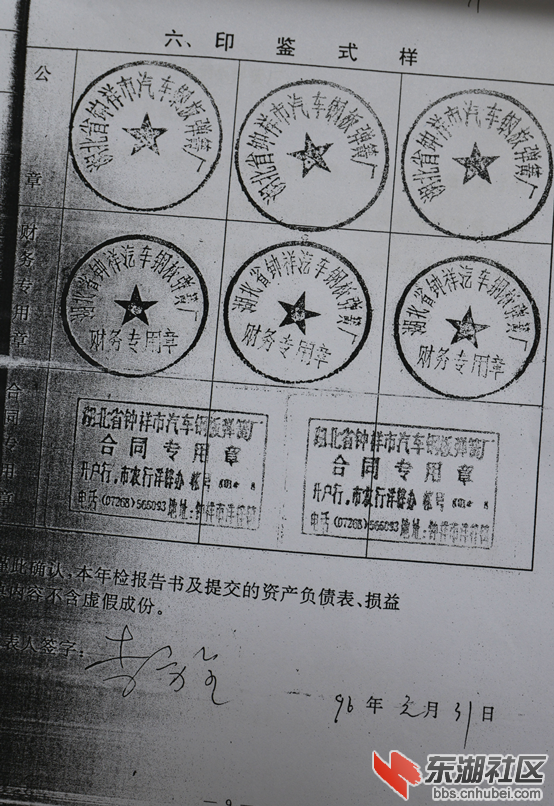 六、印鉴式样
公章
湖北省钟祥市汽车钢板弹簧厂
湖北省钟祥市汽车钢板弹簧厂
湖北省钟祥市汽车钢板弹簧厂
财务专用章
湖北省钟祥汽车钢板弹簧厂
财务专用章
湖北省钟祥汽车钢板弹簧厂
财务专用章
湖北省钟祥汽车钢板弹簧厂
财务专用章
合同专用章
湖北省钟祥市汽车钢板弹簧厂
合同专用章
开户行:市农行洋梓办 帐号
电话(07268)566093 地址:钟祥市洋梓镇
湖北省钟祥市汽车钢板弹簧厂
合同专用章
开户行:市农行洋梓办 帐号
电话(07268)566093 地址:钟祥市洋梓镇
此确认,本年检报告书及提交的资产负债表、损益
内容不含虚假成份。
表人签字:
96年元月31日
— 9 —
东湖社区
bbs.cnhubei.com